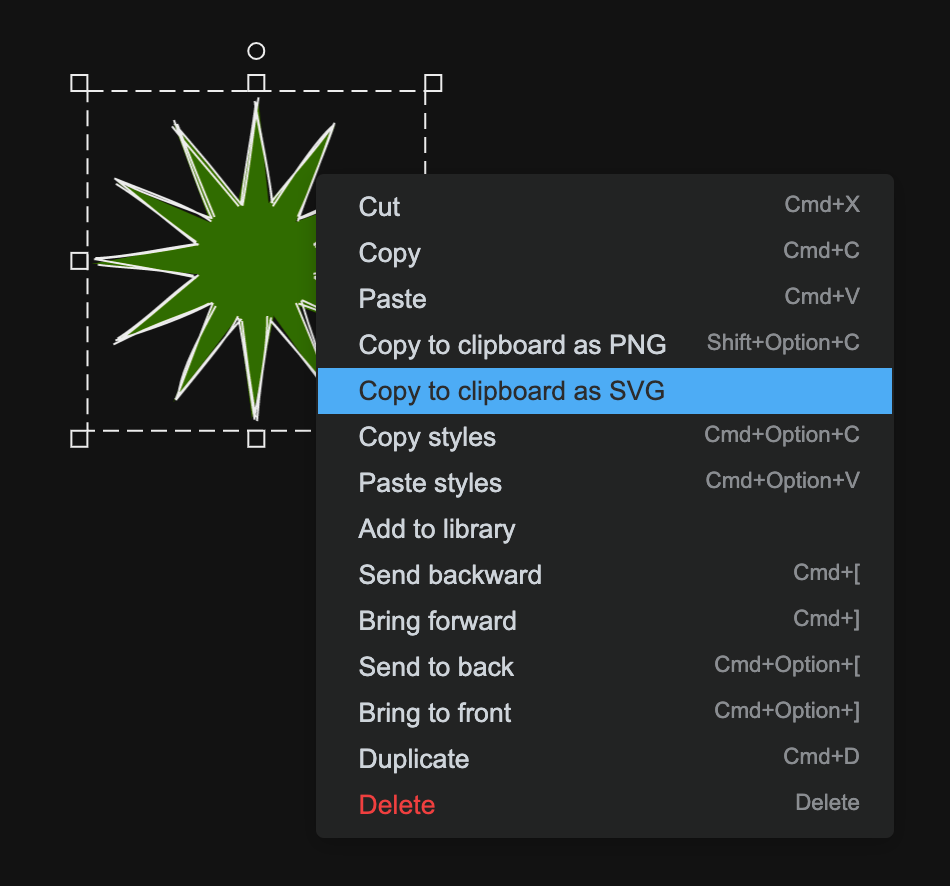 Cut Cmd+X
Copy Cmd+C
Paste Cmd+V
Copy to clipboard as PNG Shift+Option+C
Copy to clipboard as SVG
Copy styles Cmd+Option+C
Paste styles Cmd+Option+V
Add to library
Send backward Cmd+[
Bring forward Cmd+]
Send to back Cmd+Option+[
Bring to front Cmd+Option+]
Duplicate Cmd+D
Delete Delete